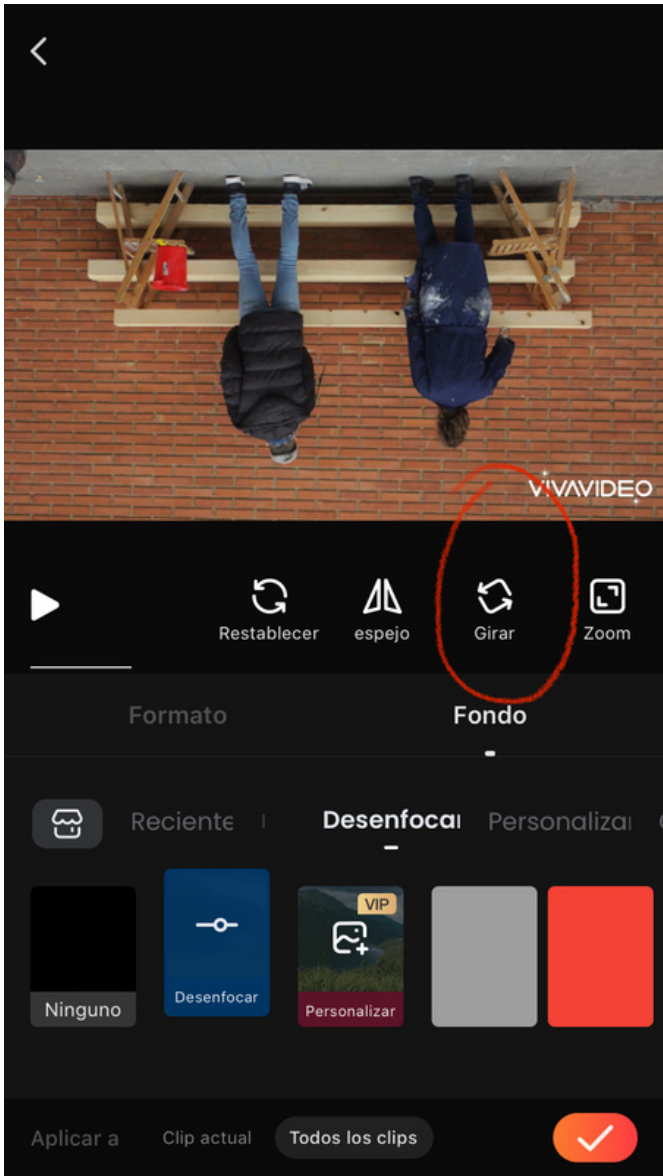 VIVAVIDEO
Restablecer espejo Girar Zoom
Formato Fondo
Reciente Desenfocar Personalizar
VIP
Ninguno Desenfocar Personalizar
Aplicar a Clip actual Todos los clips